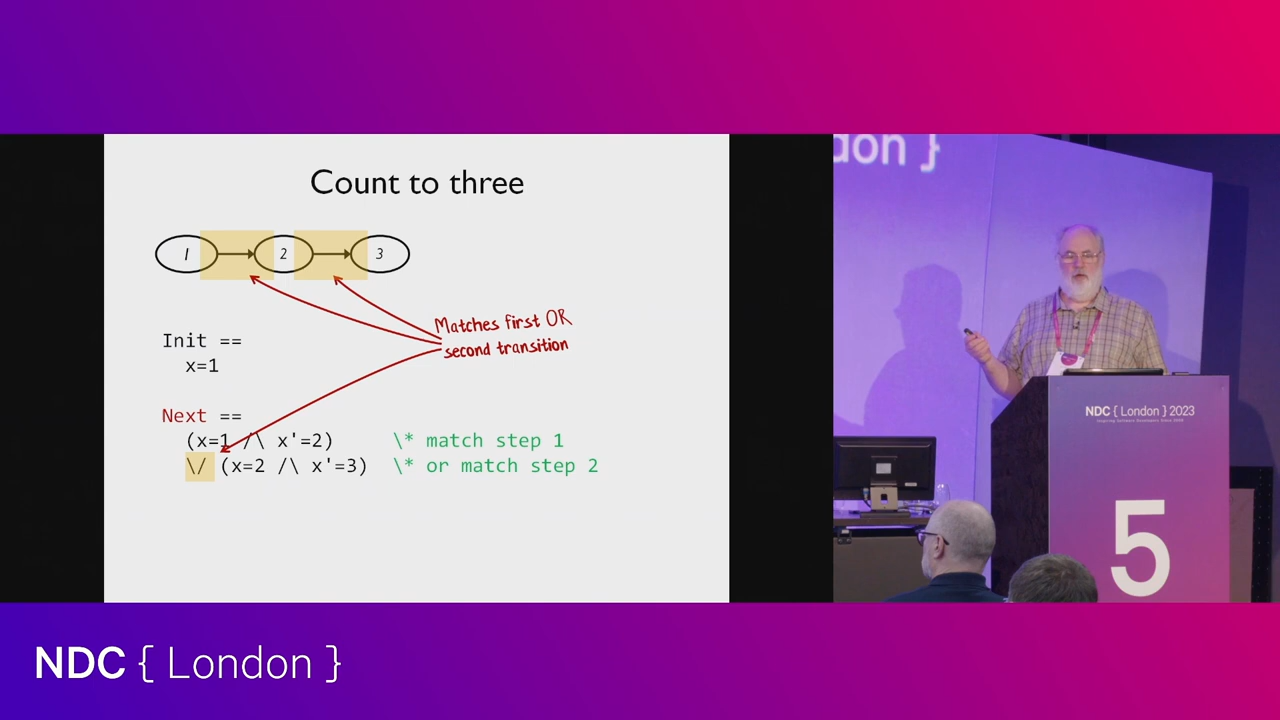 Count to three
1 2 3
Matches first OR
second transition
Init ==
x=1
Next ==
(x=1 /\ x'=2) \* match step 1
\/ (x=2 /\ x'=3) \* or match step 2
don }
NDC { London } 2023
5
NDC { London }